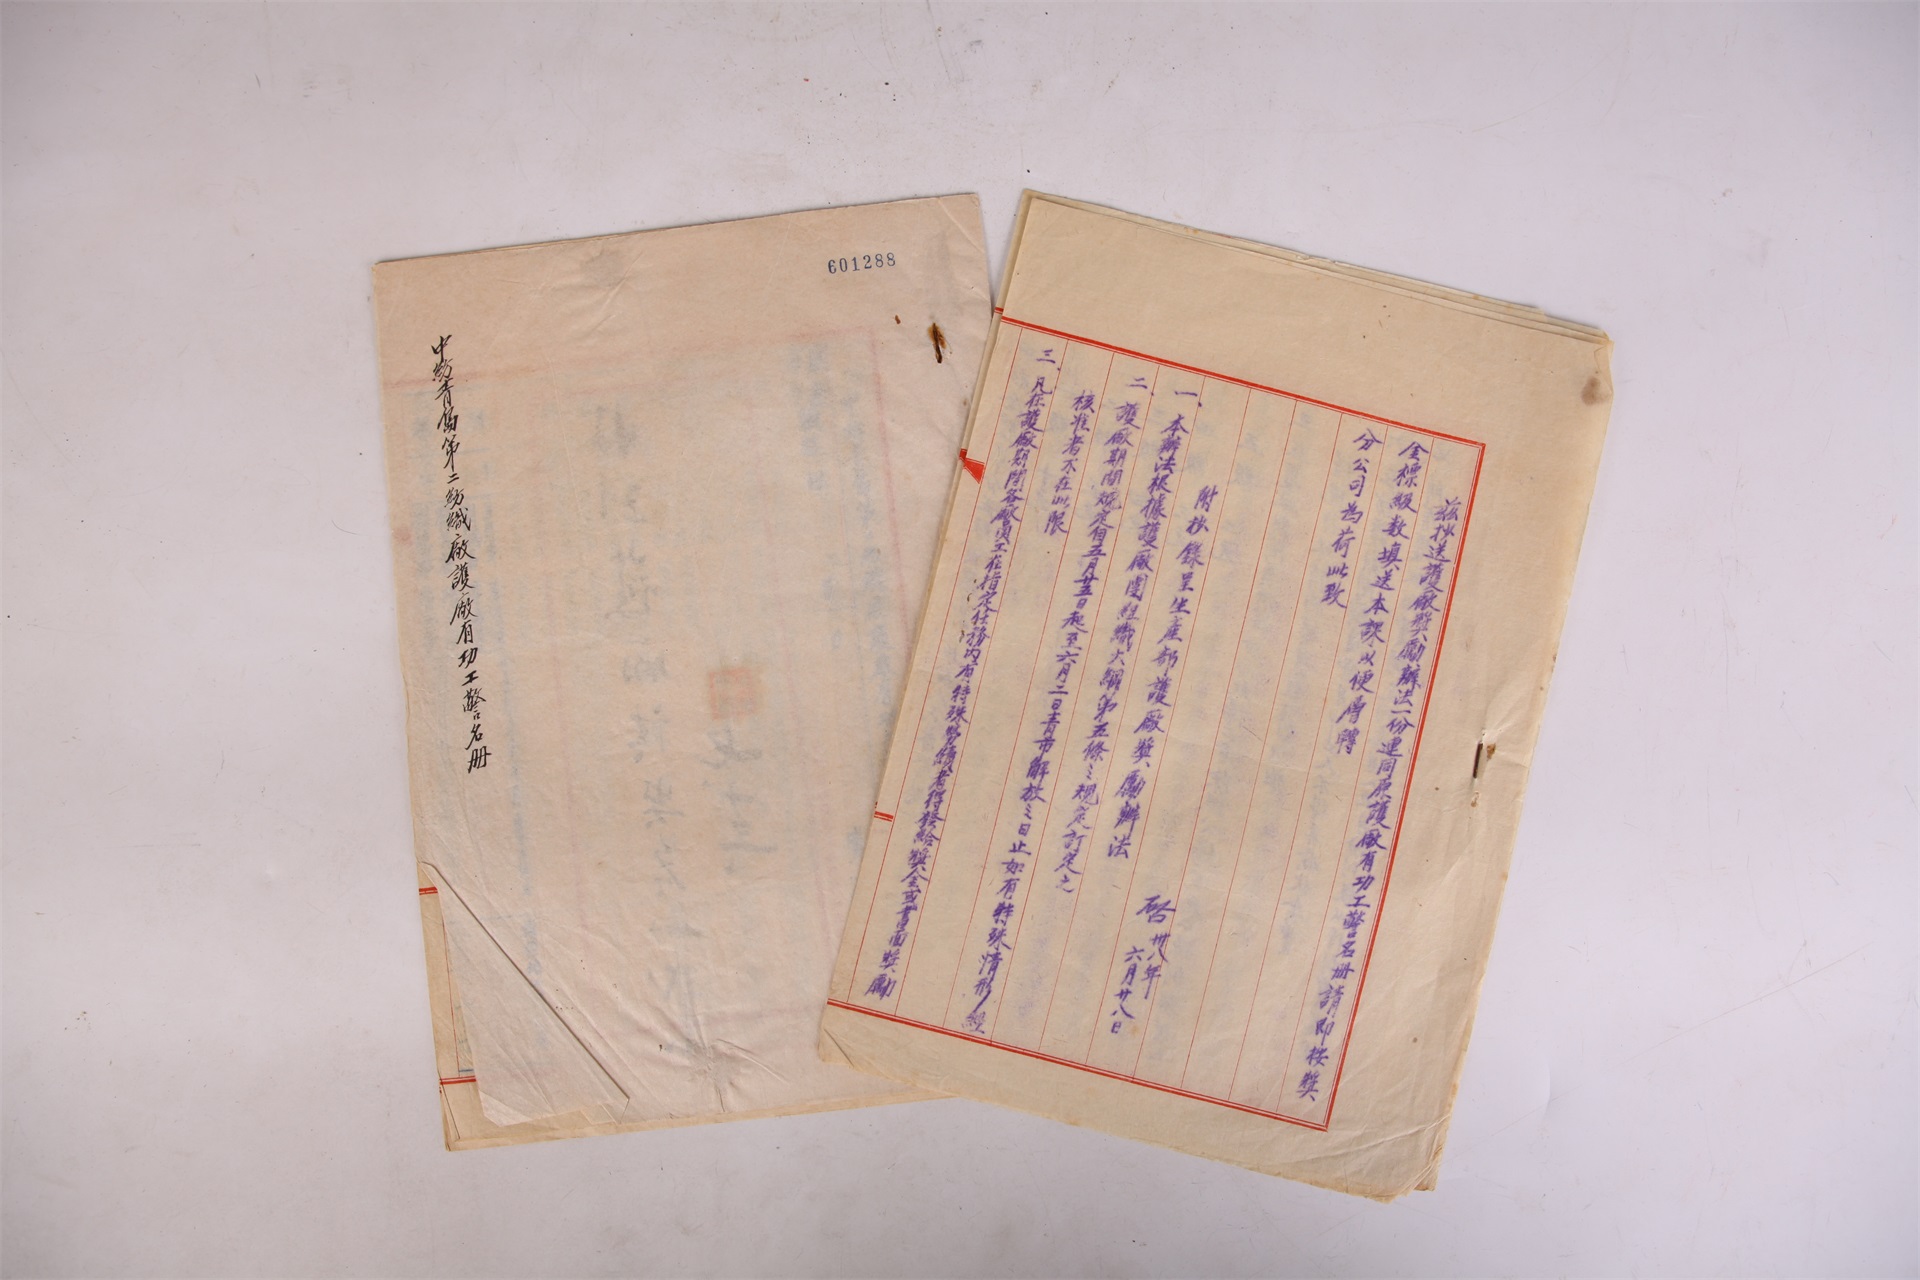 601288
中紡青島第二紡織廠護廠有功工警名册
茲抄送護廠獎勵辦法一份連同原護廠有功工警名册請即按獎
金標級數填送本課以便層轉
分公司為荷此致
啓 卅八年
六月廿八日
附抄錄呈生產部護廠獎勵辦法
一、本辦法根據護廠團組織大綱第五條之規定訂定之
二、護廠期間規定自五月廿五日起至六月二日青市解放之日止如有特殊情形經
核准者不在此限
三、凡在護廠期間各廠員工在指定任務内有特殊勞績者得發給獎金或書面獎勵